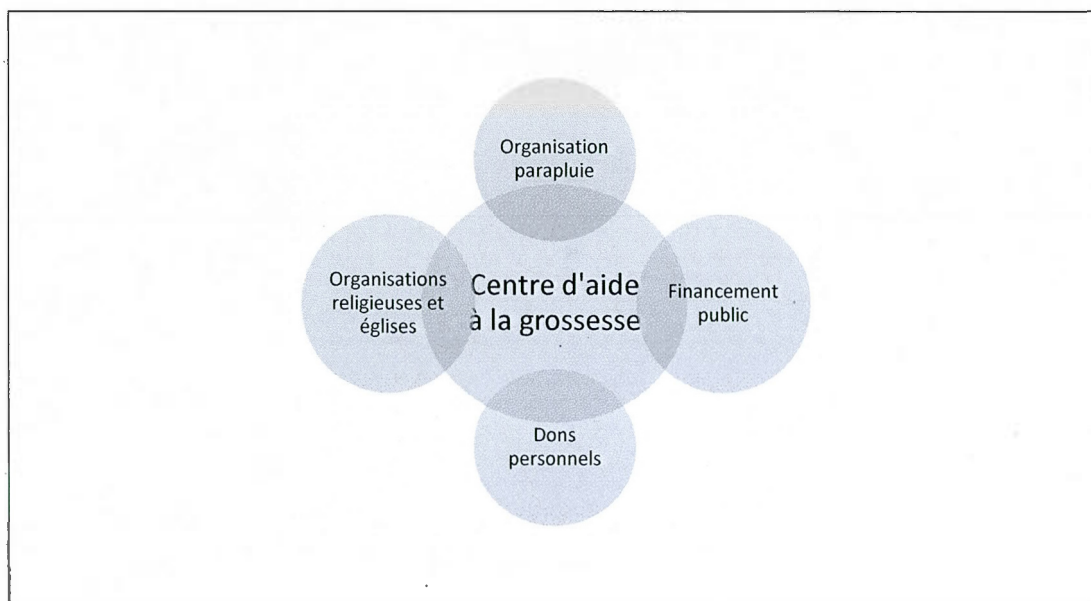 Organisation
parapluie
Organisations
religieuses et
églises
Centre d'aide
à la grossesse
Financement
public
Dons
personnels